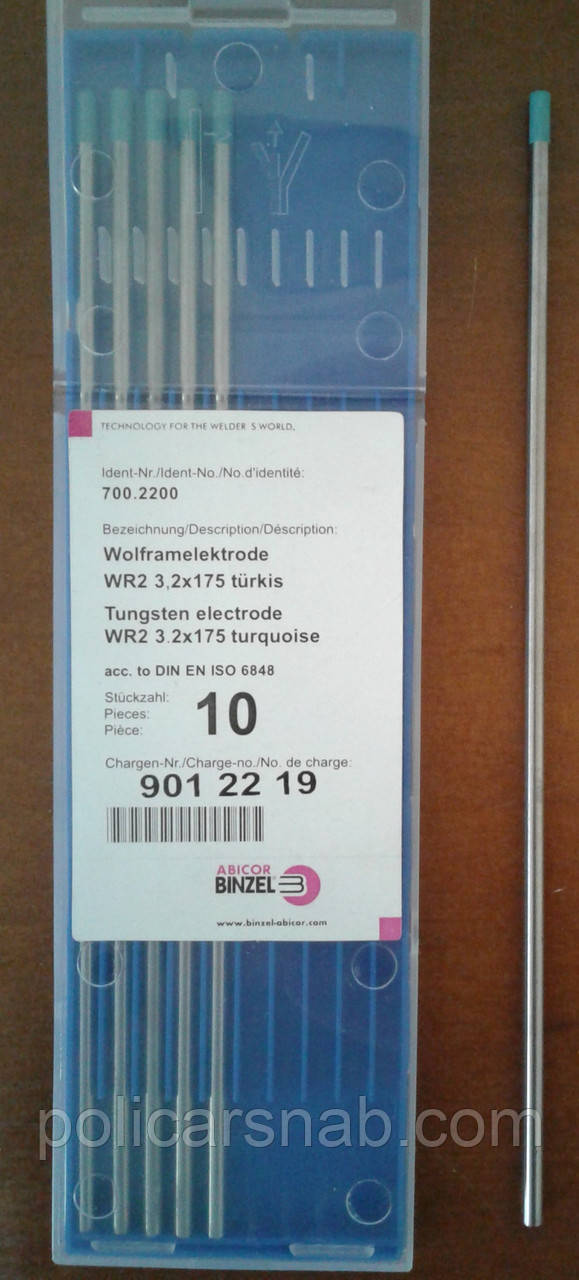 TECHNOLOGY FOR THE WELDER S WORLD.
Ident-Nr./Ident-No./No.d'identité:
700.2200
Bezeichnung/Description/Déscription:
Wolframelektrode
WR2 3,2x175 türkis
Tungsten electrode
WR2 3.2x175 turquoise
acc. to DIN EN ISO 6848
Stückzahl:
Pieces:
Pièce:
10
Chargen-Nr./Charge-no./No. de charge:
901 22 19
ABICOR
BINZEL
www.binzel-abicor.com
policarsnab.com